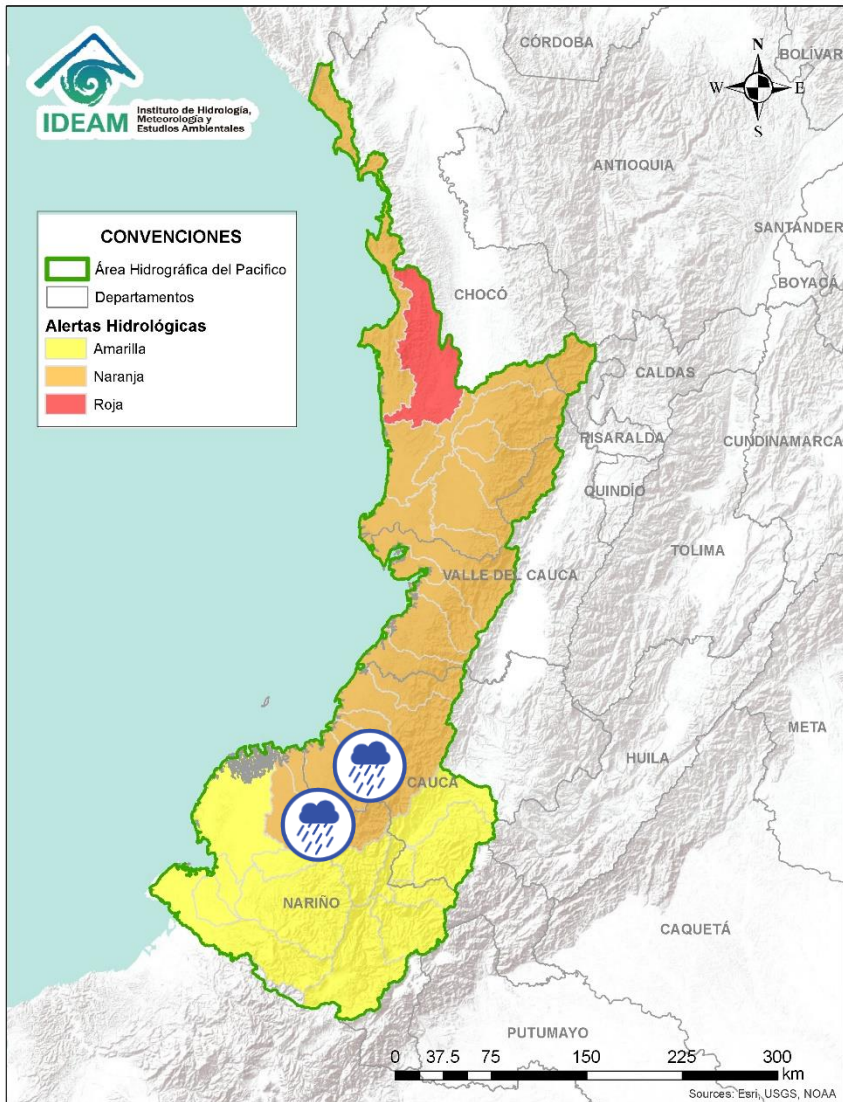 IDEAM
Instituto de Hidrología,
Meteorología y
Estudios Ambientales
CONVENCIONES
Área Hidrográfica del Pacifico
Departamentos
Alertas Hidrológicas
Amarilla
Naranja
Roja
N
W
E
S
CÓRDOBA
BOLÍVAR
ANTIOQUIA
SANTANDER
BOYACÁ
CHOCÓ
CALDAS
RISARALDA
CUNDINAMARCA
QUINDÍO
TOLIMA
VALLE DEL CAUCA
META
HUILA
CAUCA
NARIÑO
CAQUETÁ
PUTUMAYO
0 37.5 75 150 225 300
km
Sources: Esri, USGS, NOAA